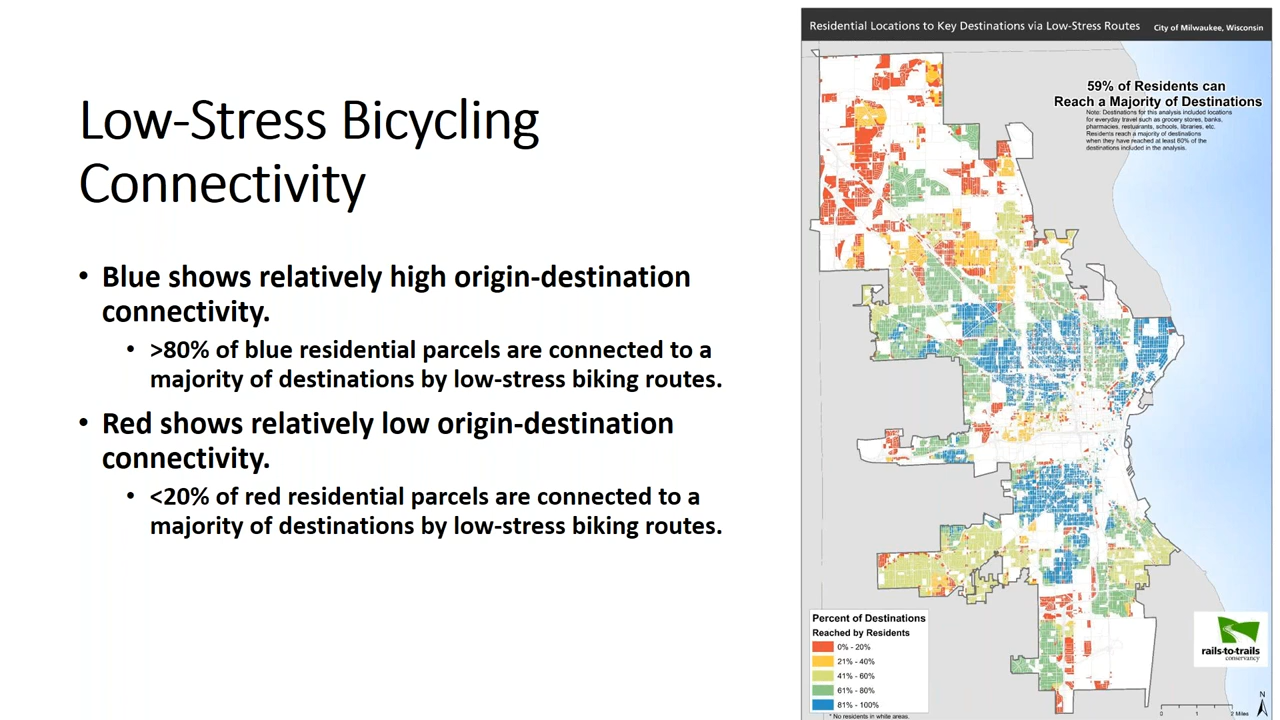 Low-Stress Bicycling
Connectivity
• Blue shows relatively high origin-destination
connectivity.
• >80% of blue residential parcels are connected to a
majority of destinations by low-stress biking routes.
• Red shows relatively low origin-destination
connectivity.
• <20% of red residential parcels are connected to a
majority of destinations by low-stress biking routes.
Residential Locations to Key Destinations via Low-Stress Routes City of Milwaukee, Wisconsin
59% of Residents can
Reach a Majority of Destinations
Note: Destinations for this analysis included locations
for everyday travel such as grocery stores, banks,
pharmacies, restuarants, schools, libraries, etc.
Residents reach a majority of destinations
when they have reached at least 60% of the
destinations included in the analysis.
Percent of Destinations
Reached by Residents
0% - 20%
21% - 40%
41% - 60%
61% - 80%
81% - 100%
* No residents in white areas.
rails-to-trails
conservancy
N
0 1 2 Miles